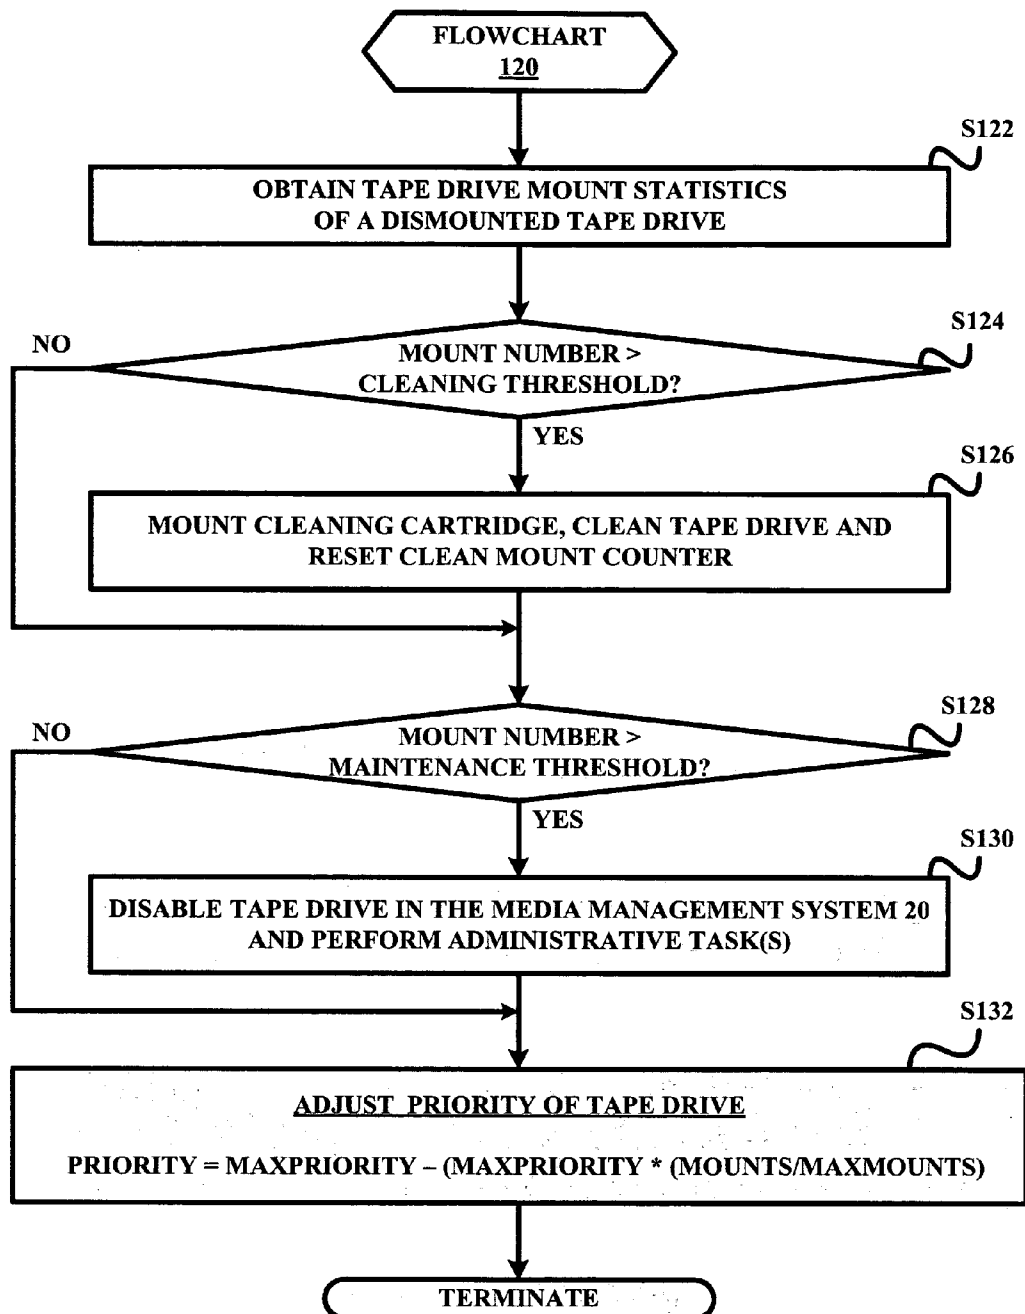 FLOWCHART
120
S122
OBTAIN TAPE DRIVE MOUNT STATISTICS
OF A DISMOUNTED TAPE DRIVE
S124
NO
MOUNT NUMBER >
CLEANING THRESHOLD?
YES
S126
MOUNT CLEANING CARTRIDGE, CLEAN TAPE DRIVE AND
RESET CLEAN MOUNT COUNTER
S128
NO
MOUNT NUMBER >
MAINTENANCE THRESHOLD?
YES
S130
DISABLE TAPE DRIVE IN THE MEDIA MANAGEMENT SYSTEM 20
AND PERFORM ADMINISTRATIVE TASK(S)
S132
ADJUST PRIORITY OF TAPE DRIVE
PRIORITY = MAXPRIORITY – (MAXPRIORITY * (MOUNTS/MAXMOUNTS)
TERMINATE